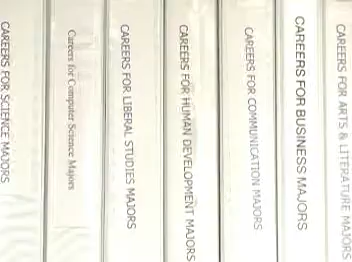 CAREERS FOR SCIENCE MAJORS
Careers for Computer Science Majors
CAREERS FOR LIBERAL STUDIES MAJORS
CAREERS FOR HUMAN DEVELOPMENT MAJORS
CAREERS FOR COMMUNICATION MAJORS
CAREERS FOR BUSINESS MAJORS
CAREERS FOR ARTS & LITERATURE MAJORS